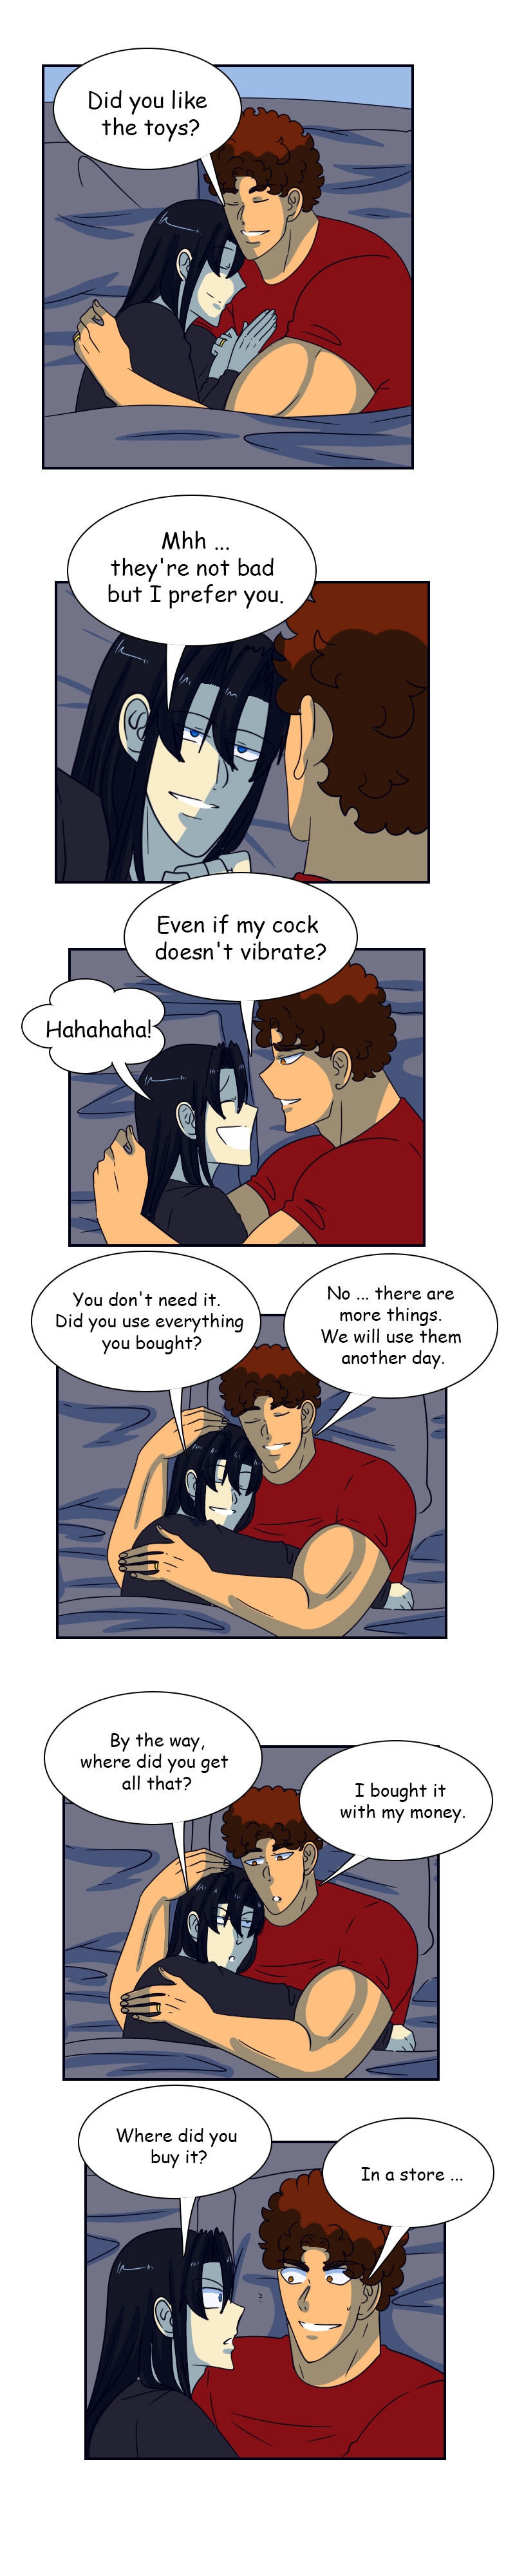 Did you like
the toys?
Mhh ...
they're not bad
but I prefer you.
Even if my cock
doesn't vibrate?
Hahahaha!
You don't need it.
Did you use everything
you bought?
No ... there are
more things.
We will use them
another day.
By the way,
where did you get
all that?
I bought it
with my money.
Where did you
buy it?
In a store ...